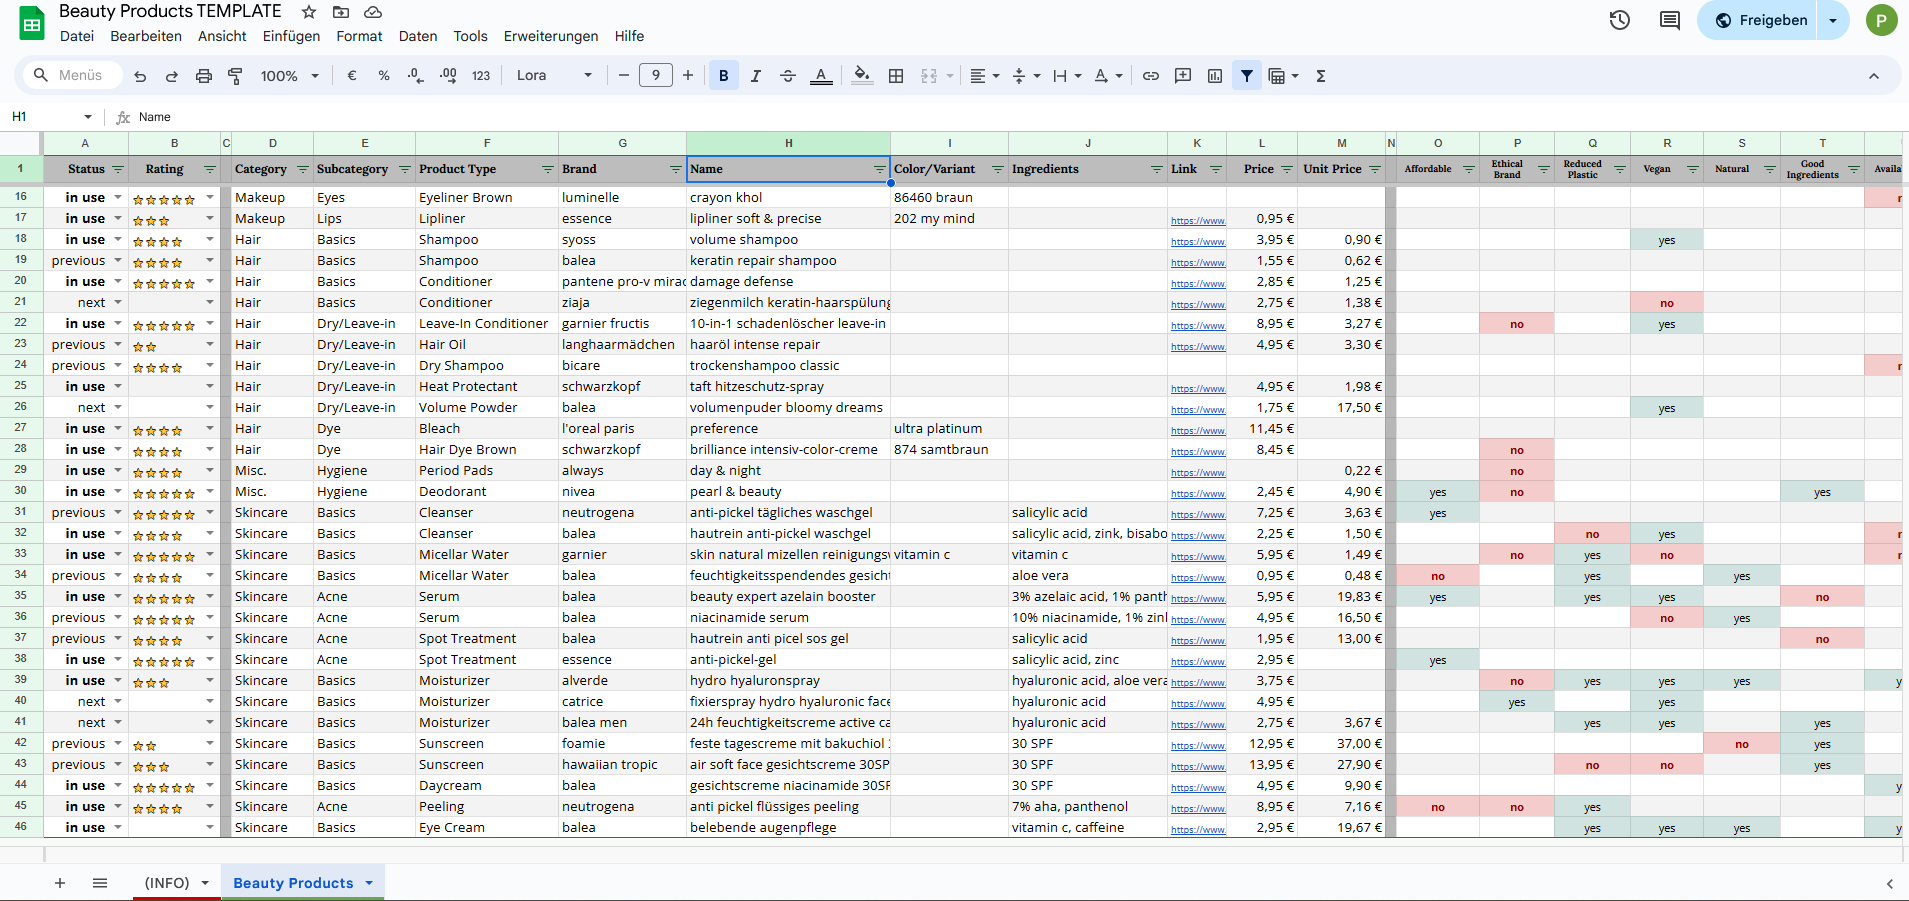 Beauty Products TEMPLATE
Datei Bearbeiten Ansicht Einfügen Format Daten Tools Erweiterungen Hilfe
Freigeben P
Menüs 100% € % .0 .00 123 Lora 9 B I S A A Σ
H1 fx Name
A B C D E F G H I J K L M N O P Q R S T
1 Status Rating Category Subcategory Product Type Brand Name Color/Variant Ingredients Link Price Unit Price Affordable Ethical Brand Reduced Plastic Vegan Natural Good Ingredients Availa
16 in use Makeup Eyes Eyeliner Brown luminelle crayon khol 86460 braun
17 in use Makeup Lips Lipliner essence lipliner soft & precise 202 my mind https://www. 0,95 €
18 in use Hair Basics Shampoo syoss volume shampoo https://www. 3,95 € 0,90 € yes
19 previous Hair Basics Shampoo balea keratin repair shampoo https://www. 1,55 € 0,62 €
20 in use Hair Basics Conditioner pantene pro-v mirac damage defense https://www. 2,85 € 1,25 €
21 next Hair Basics Conditioner ziaja ziegenmilch keratin-haarspülung https://www. 2,75 € 1,38 € no
22 in use Hair Dry/Leave-in Leave-In Conditioner garnier fructis 10-in-1 schadenlöscher leave-in https://www. 8,95 € 3,27 € no yes
23 previous Hair Dry/Leave-in Hair Oil langhaarmädchen haaröl intense repair https://www. 4,95 € 3,30 €
24 previous Hair Dry/Leave-in Dry Shampoo bicare trockenshampoo classic
25 in use Hair Dry/Leave-in Heat Protectant schwarzkopf taft hitzeschutz-spray https://www. 4,95 € 1,98 €
26 next Hair Dry/Leave-in Volume Powder balea volumenpuder bloomy dreams https://www. 1,75 € 17,50 € yes
27 in use Hair Dye Bleach l'oreal paris preference ultra platinum https://www. 11,45 €
28 in use Hair Dye Hair Dye Brown schwarzkopf brilliance intensiv-color-creme 874 samtbraun https://www. 8,45 € no
29 in use Misc. Hygiene Period Pads always day & night https://www. 0,22 € no
30 in use Misc. Hygiene Deodorant nivea pearl & beauty https://www. 2,45 € 4,90 € yes no yes
31 previous Skincare Basics Cleanser neutrogena anti-pickel tägliches waschgel salicylic acid https://www. 7,25 € 3,63 € yes
32 in use Skincare Basics Cleanser balea hautrein anti-pickel waschgel salicylic acid, zink, bisabo https://www. 2,25 € 1,50 € no yes
33 in use Skincare Basics Micellar Water garnier skin natural mizellen reinigungsw vitamin c vitamin c https://www. 5,95 € 1,49 € no yes no
34 previous Skincare Basics Micellar Water balea feuchtigkeitsspendendes gesicht aloe vera https://www. 0,95 € 0,48 € no yes yes
35 in use Skincare Acne Serum balea beauty expert azelain booster 3% azelaic acid, 1% panth https://www. 5,95 € 19,83 € yes yes yes no
36 previous Skincare Acne Serum balea niacinamide serum 10% niacinamide, 1% zinl https://www. 4,95 € 16,50 € no yes
37 previous Skincare Acne Spot Treatment balea hautrein anti picel sos gel salicylic acid https://www. 1,95 € 13,00 € no
38 in use Skincare Acne Spot Treatment essence anti-pickel-gel salicylic acid, zinc https://www. 2,95 € yes
39 in use Skincare Basics Moisturizer alverde hydro hyaluronspray hyaluronic acid, aloe vera https://www. 3,75 € no yes yes yes y
40 next Skincare Basics Moisturizer catrice fixierspray hydro hyaluronic face hyaluronic acid https://www. 4,95 € yes yes
41 next Skincare Basics Moisturizer balea men 24h feuchtigkeitscreme active ca hyaluronic acid https://www. 2,75 € 3,67 € yes yes yes
42 previous Skincare Basics Sunscreen foamie feste tagescreme mit bakuchiol 30 SPF https://www. 12,95 € 37,00 € no yes
43 previous Skincare Basics Sunscreen hawaiian tropic air soft face gesichtscreme 30SP 30 SPF https://www. 13,95 € 27,90 € no no yes
44 in use Skincare Basics Daycream balea gesichtscreme niacinamide 30SF 30 SPF https://www. 4,95 € 9,90 € y
45 in use Skincare Acne Peeling neutrogena anti pickel flüssiges peeling 7% aha, panthenol https://www. 8,95 € 7,16 € no no yes
46 in use Skincare Basics Eye Cream balea belebende augenpflege vitamin c, caffeine https://www. 2,95 € 19,67 € yes yes yes y
(INFO) Beauty Products